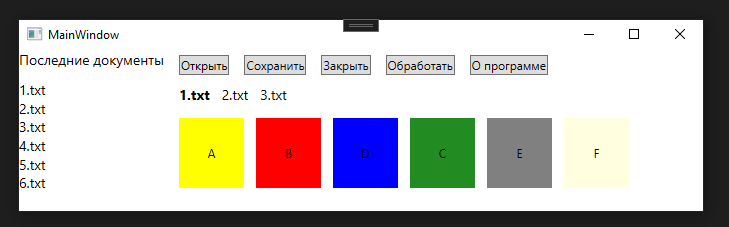 MainWindow
Последние документы
1.txt
2.txt
3.txt
4.txt
5.txt
6.txt
Открыть Сохранить Закрыть Обработать О программе
1.txt 2.txt 3.txt
A B D C E F